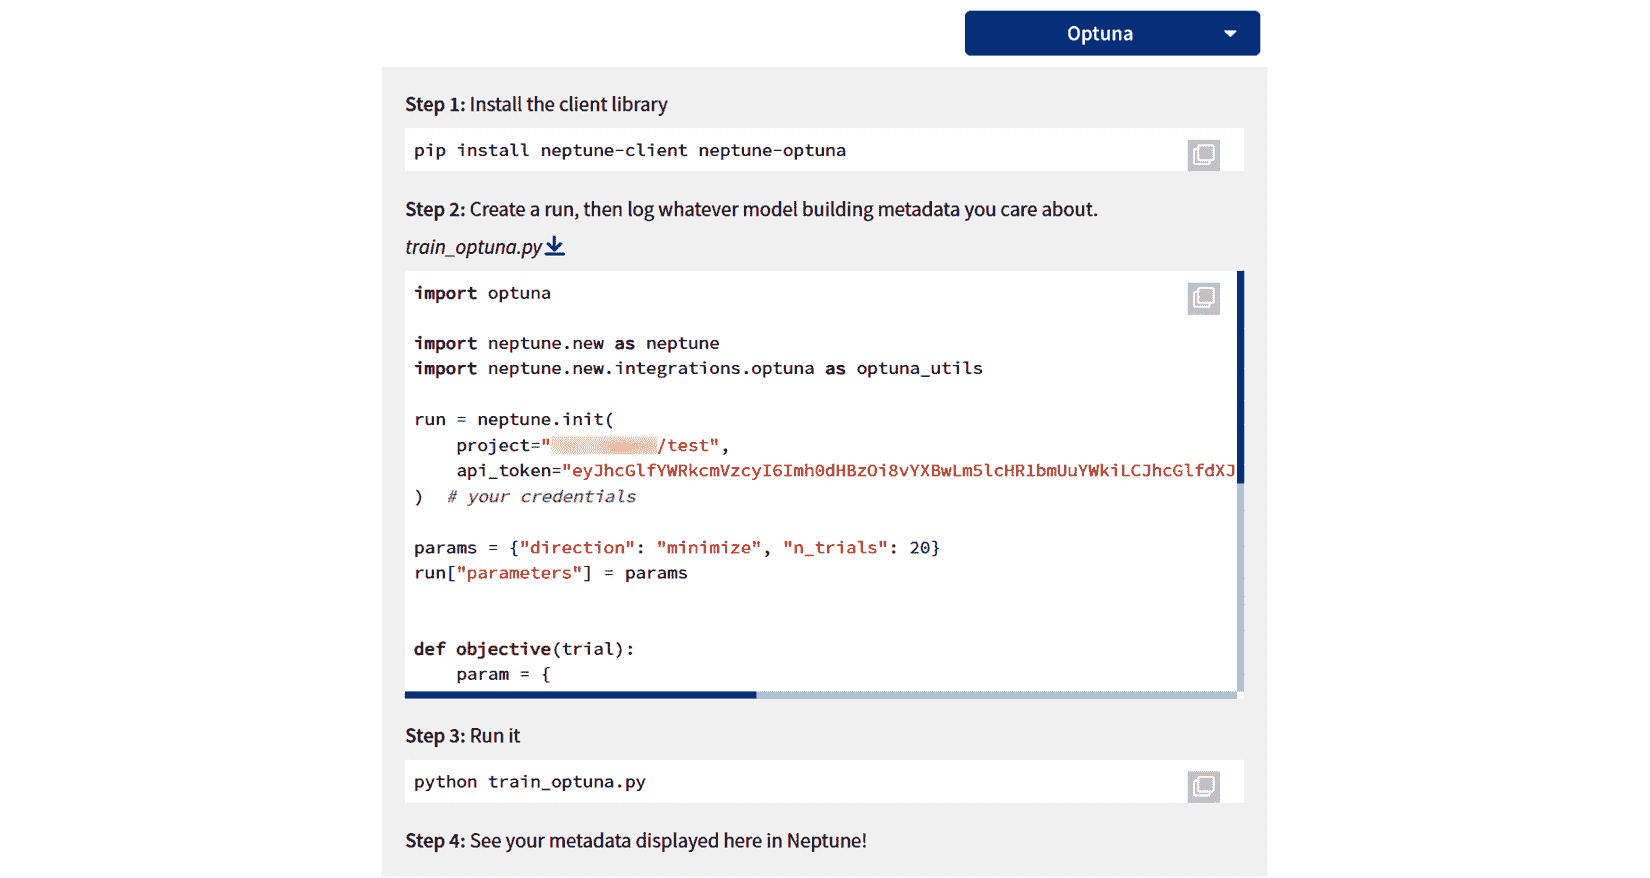 Optuna
Step 1: Install the client library
pip install neptune-client neptune-optuna
Step 2: Create a run, then log whatever model building metadata you care about.
train_optuna.py
import optuna
import neptune.new as neptune
import neptune.new.integrations.optuna as optuna_utils
run = neptune.init(
project="/test",
api_token="eyJhcGlfYWRkcmVzcyI6Imh0dHBzOi8vYXBwLm5lcHR1bmUuYWkiLCJhcGlfdXJ
) # your credentials
params = {"direction": "minimize", "n_trials": 20}
run["parameters"] = params
def objective(trial):
param = {
Step 3: Run it
python train_optuna.py
Step 4: See your metadata displayed here in Neptune!